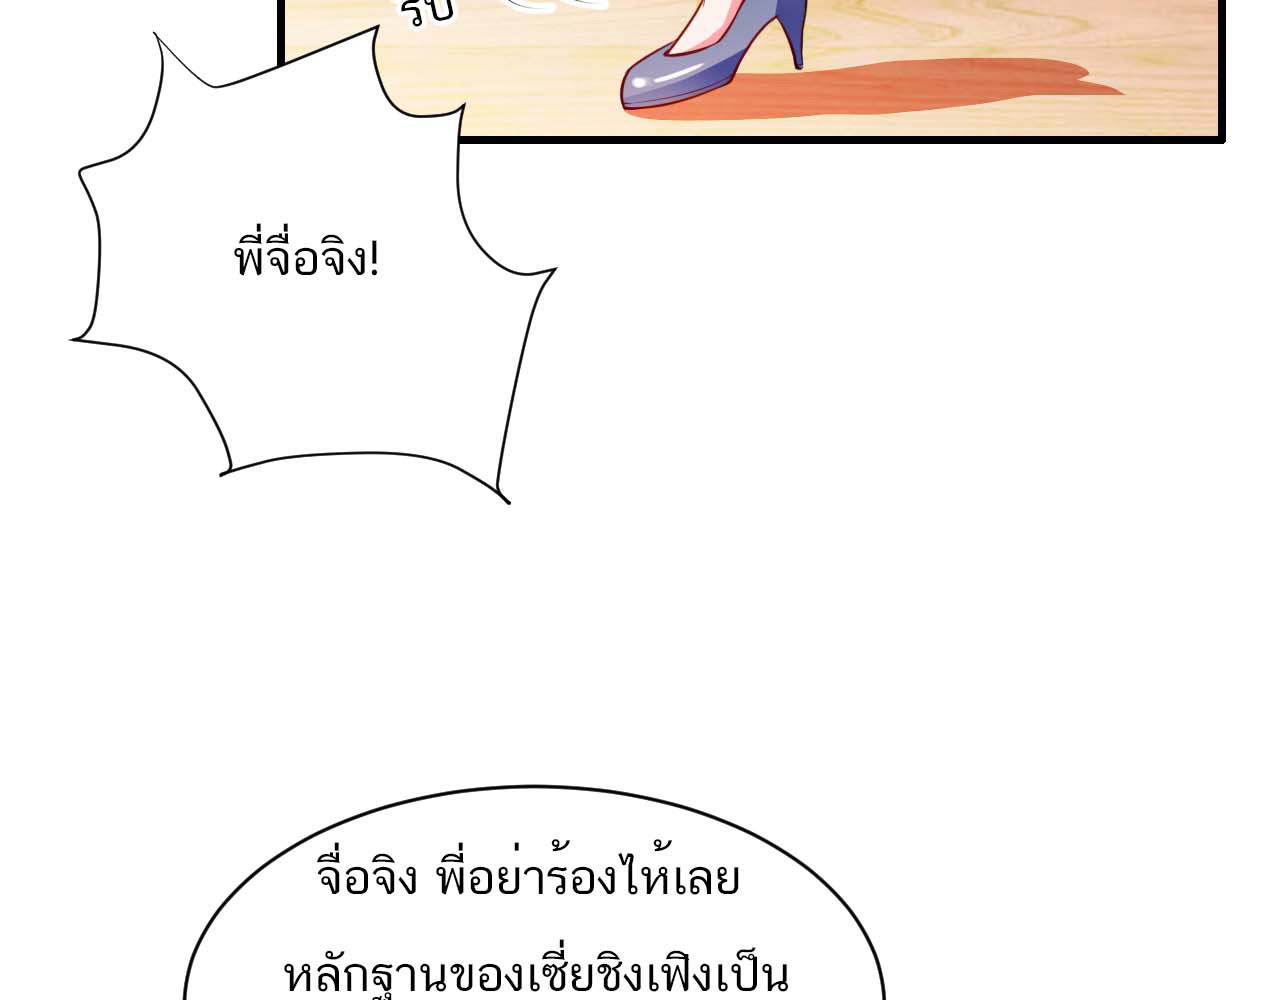 รีบ
พี่จื่อจิง!
จื่อจิง พี่อย่าร้องไห้เลย
หลักฐานของเซี่ยชิงเฟิงเป็น